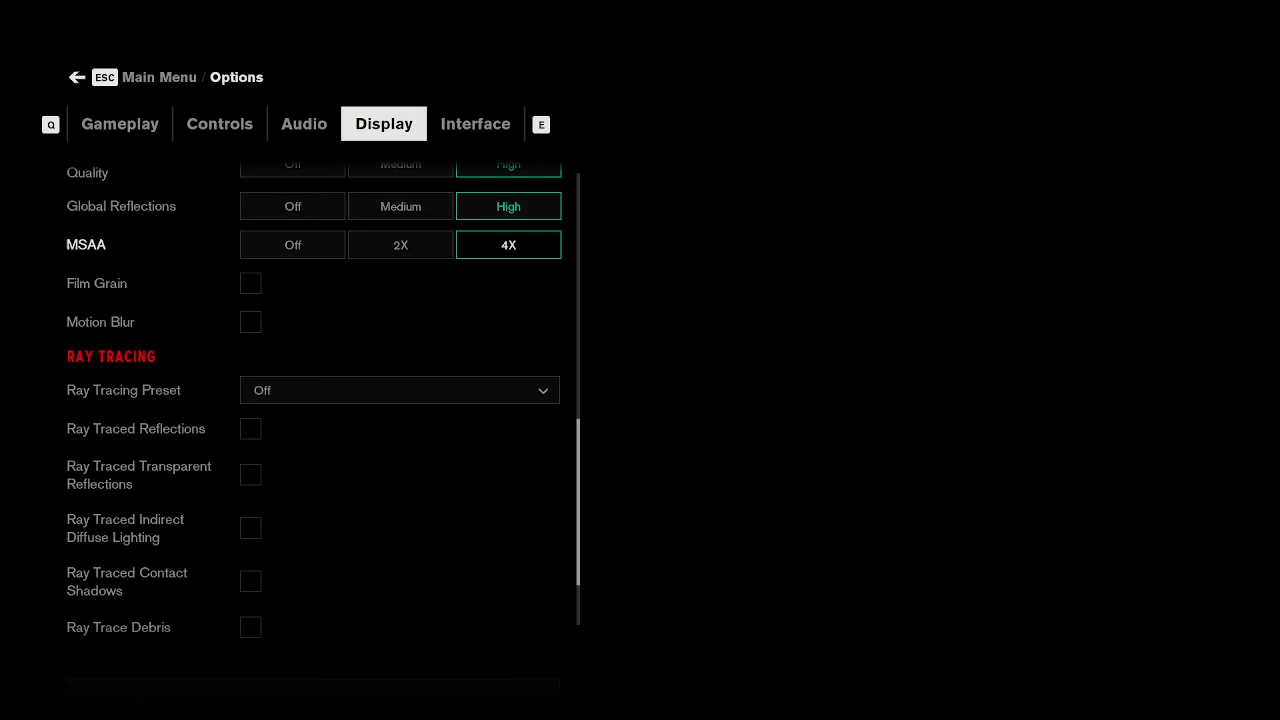 ESC Main Menu / Options
Q Gameplay Controls Audio Display Interface E
Quality Off Medium High
Global Reflections Off Medium High
MSAA Off 2X 4X
Film Grain
Motion Blur
RAY TRACING
Ray Tracing Preset Off
Ray Traced Reflections
Ray Traced Transparent
Reflections
Ray Traced Indirect
Diffuse Lighting
Ray Traced Contact
Shadows
Ray Trace Debris